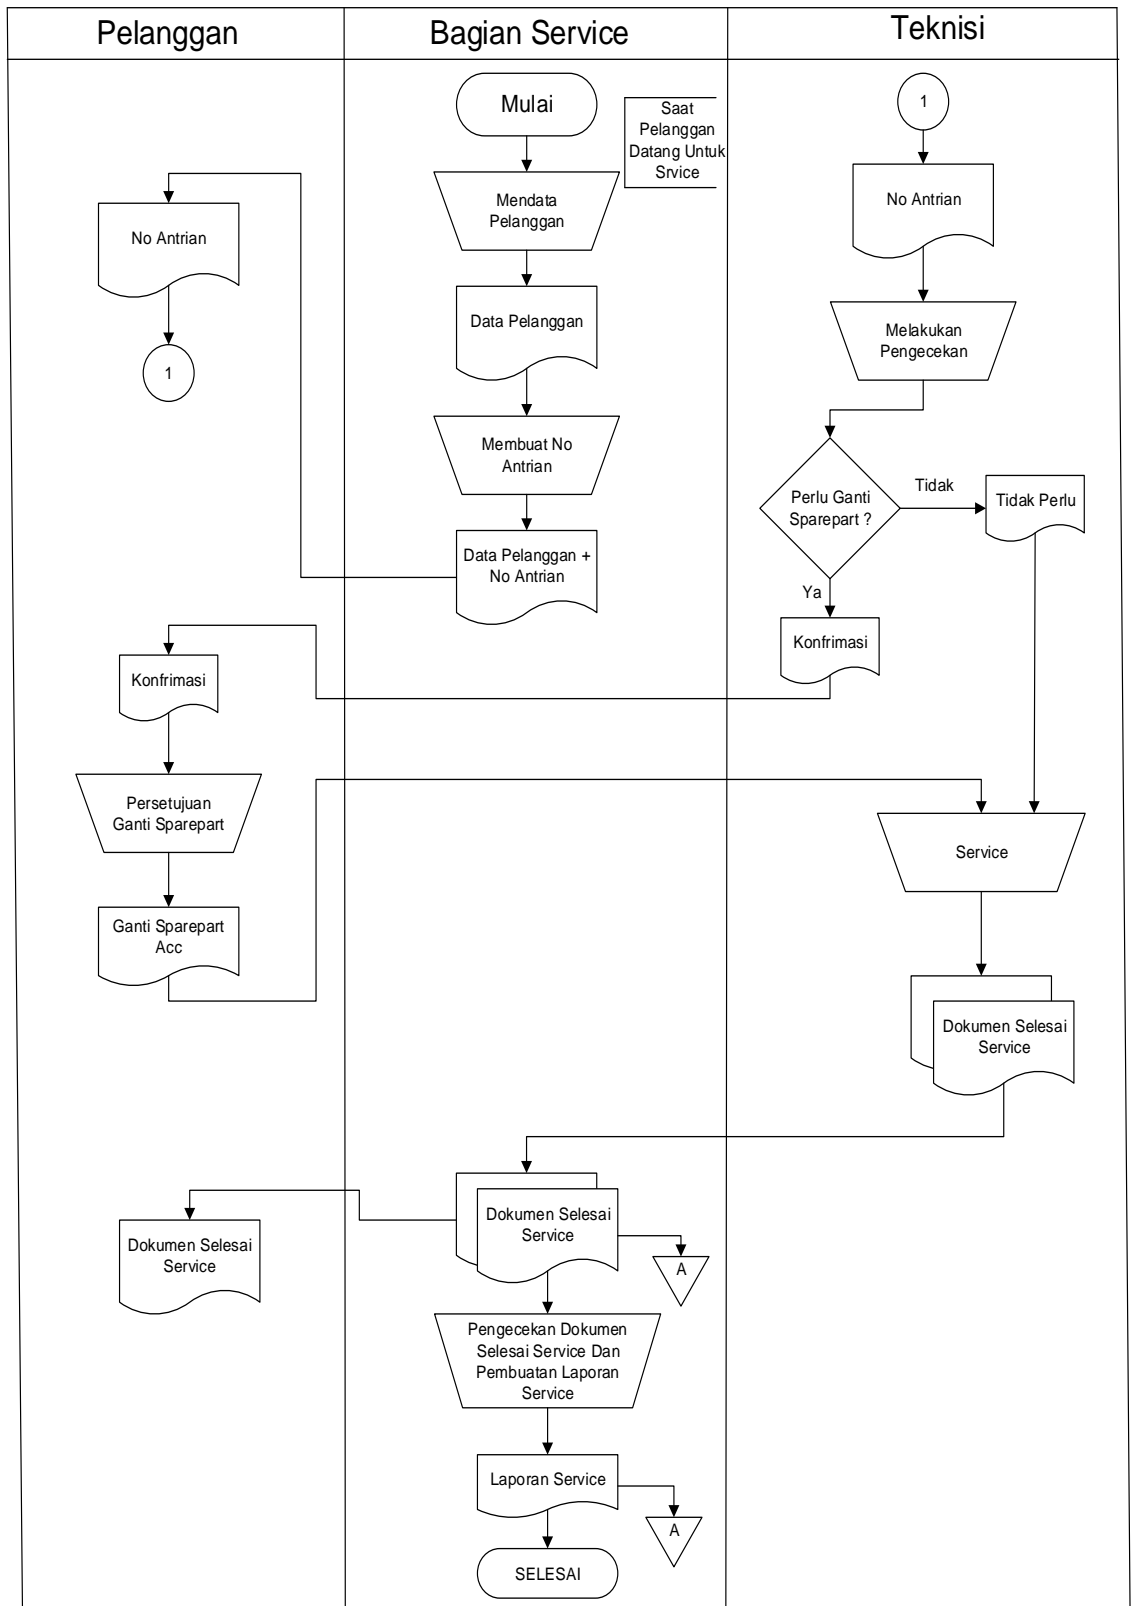 Pelanggan
Bagian Service
Teknisi
Mulai
Saat
Pelanggan
Datang Untuk
Srvice
1
Mendata
Pelanggan
No Antrian
No Antrian
Data Pelanggan
Melakukan
Pengecekan
1
Membuat No
Antrian
Perlu Ganti
Sparepart ?
Tidak
Tidak Perlu
Data Pelanggan +
No Antrian
Ya
Konfrimasi
Konfrimasi
Persetujuan
Ganti Sparepart
Service
Ganti Sparepart
Acc
Dokumen Selesai
Service
Dokumen Selesai
Service
Dokumen Selesai
Service
A
Pengecekan Dokumen
Selesai Service Dan
Pembuatan Laporan
Service
Laporan Service
A
SELESAI